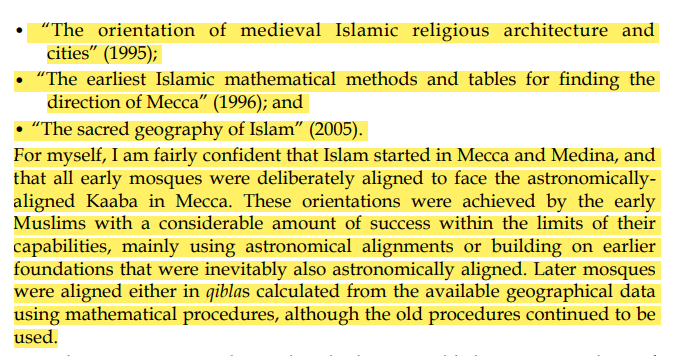 • “The orientation of medieval Islamic religious architecture and
cities” (1995);
• “The earliest Islamic mathematical methods and tables for finding the
direction of Mecca” (1996); and
• “The sacred geography of Islam” (2005).
For myself, I am fairly confident that Islam started in Mecca and Medina, and
that all early mosques were deliberately aligned to face the astronomically-
aligned Kaaba in Mecca. These orientations were achieved by the early
Muslims with a considerable amount of success within the limits of their
capabilities, mainly using astronomical alignments or building on earlier
foundations that were inevitably also astronomically aligned. Later mosques
were aligned either in qiblas calculated from the available geographical data
using mathematical procedures, although the old procedures continued to be
used.